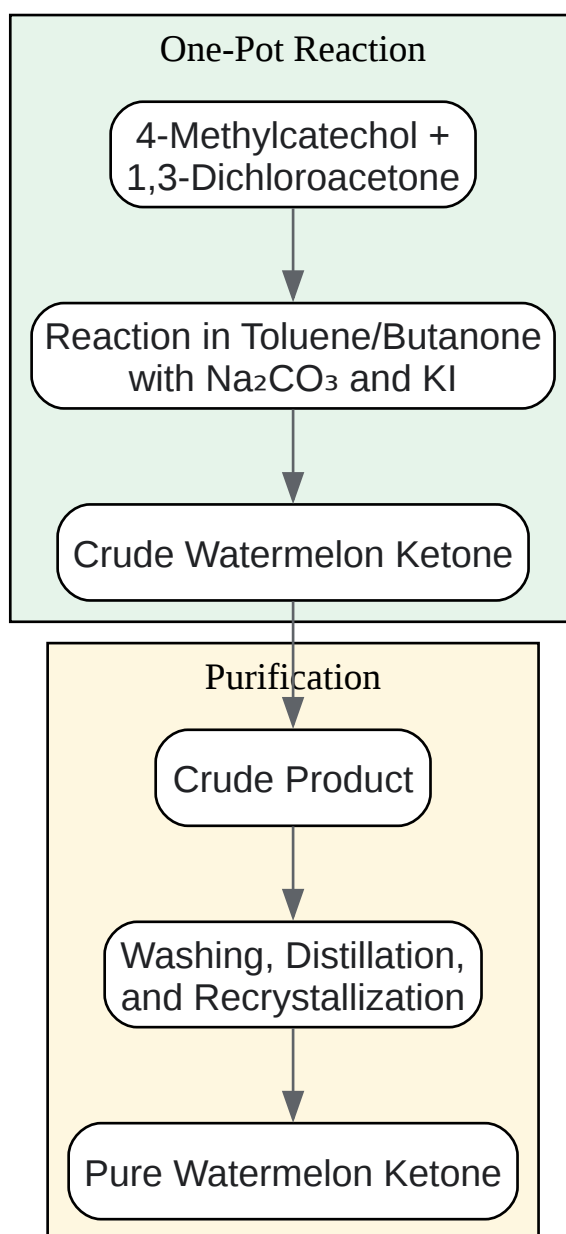 One-Pot Reaction
4-Methylcatechol +
1,3-Dichloroacetone
Reaction in Toluene/Butanone
with Na₂CO₃ and KI
Crude Watermelon Ketone
Purification
Crude Product
Washing, Distillation,
and Recrystallization
Pure Watermelon Ketone